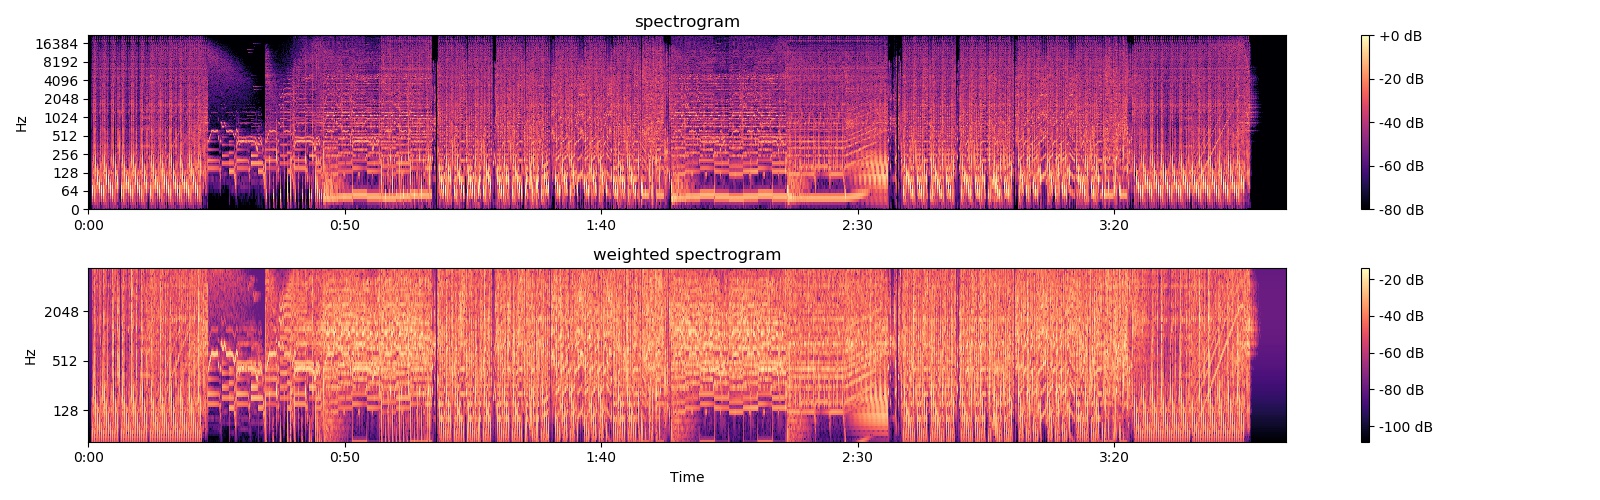 spectrogram
Hz
16384
8192
4096
2048
1024
512
256
128
64
0
0:00 0:50 1:40 2:30 3:20
+0 dB
-20 dB
-40 dB
-60 dB
-80 dB
weighted spectrogram
Hz
2048
512
128
0:00 0:50 1:40 2:30 3:20
Time
-20 dB
-40 dB
-60 dB
-80 dB
-100 dB